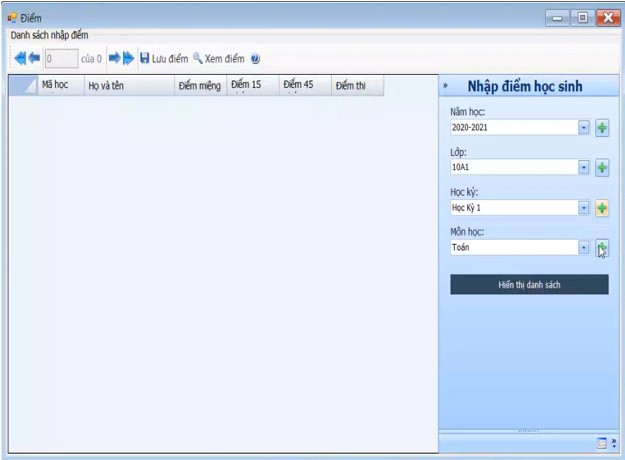 Điểm
Danh sách nhập điểm
0 của 0 Lưu điểm Xem điểm
Mã học Họ và tên Điểm miệng Điểm 15 Điểm 45 Điểm thi
» Nhập điểm học sinh
Năm học:
2020-2021
Lớp:
10A1
Học kỳ:
Học Kỳ 1
Môn học:
Toán
Hiển thị danh sách